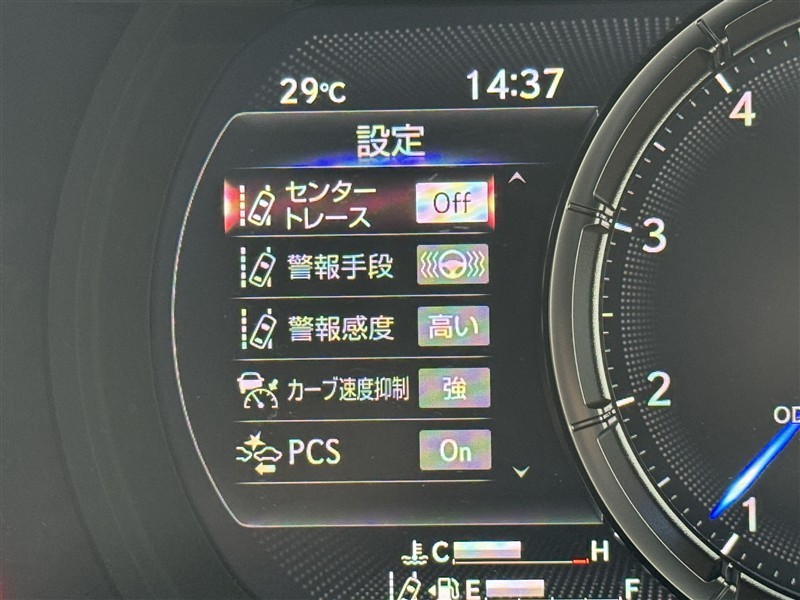 29℃ 14:37
設定
センター
トレース Off
警報手段
警報感度 高い
カーブ速度抑制 強
PCS On
4
3
2
1
OD
C H
E F